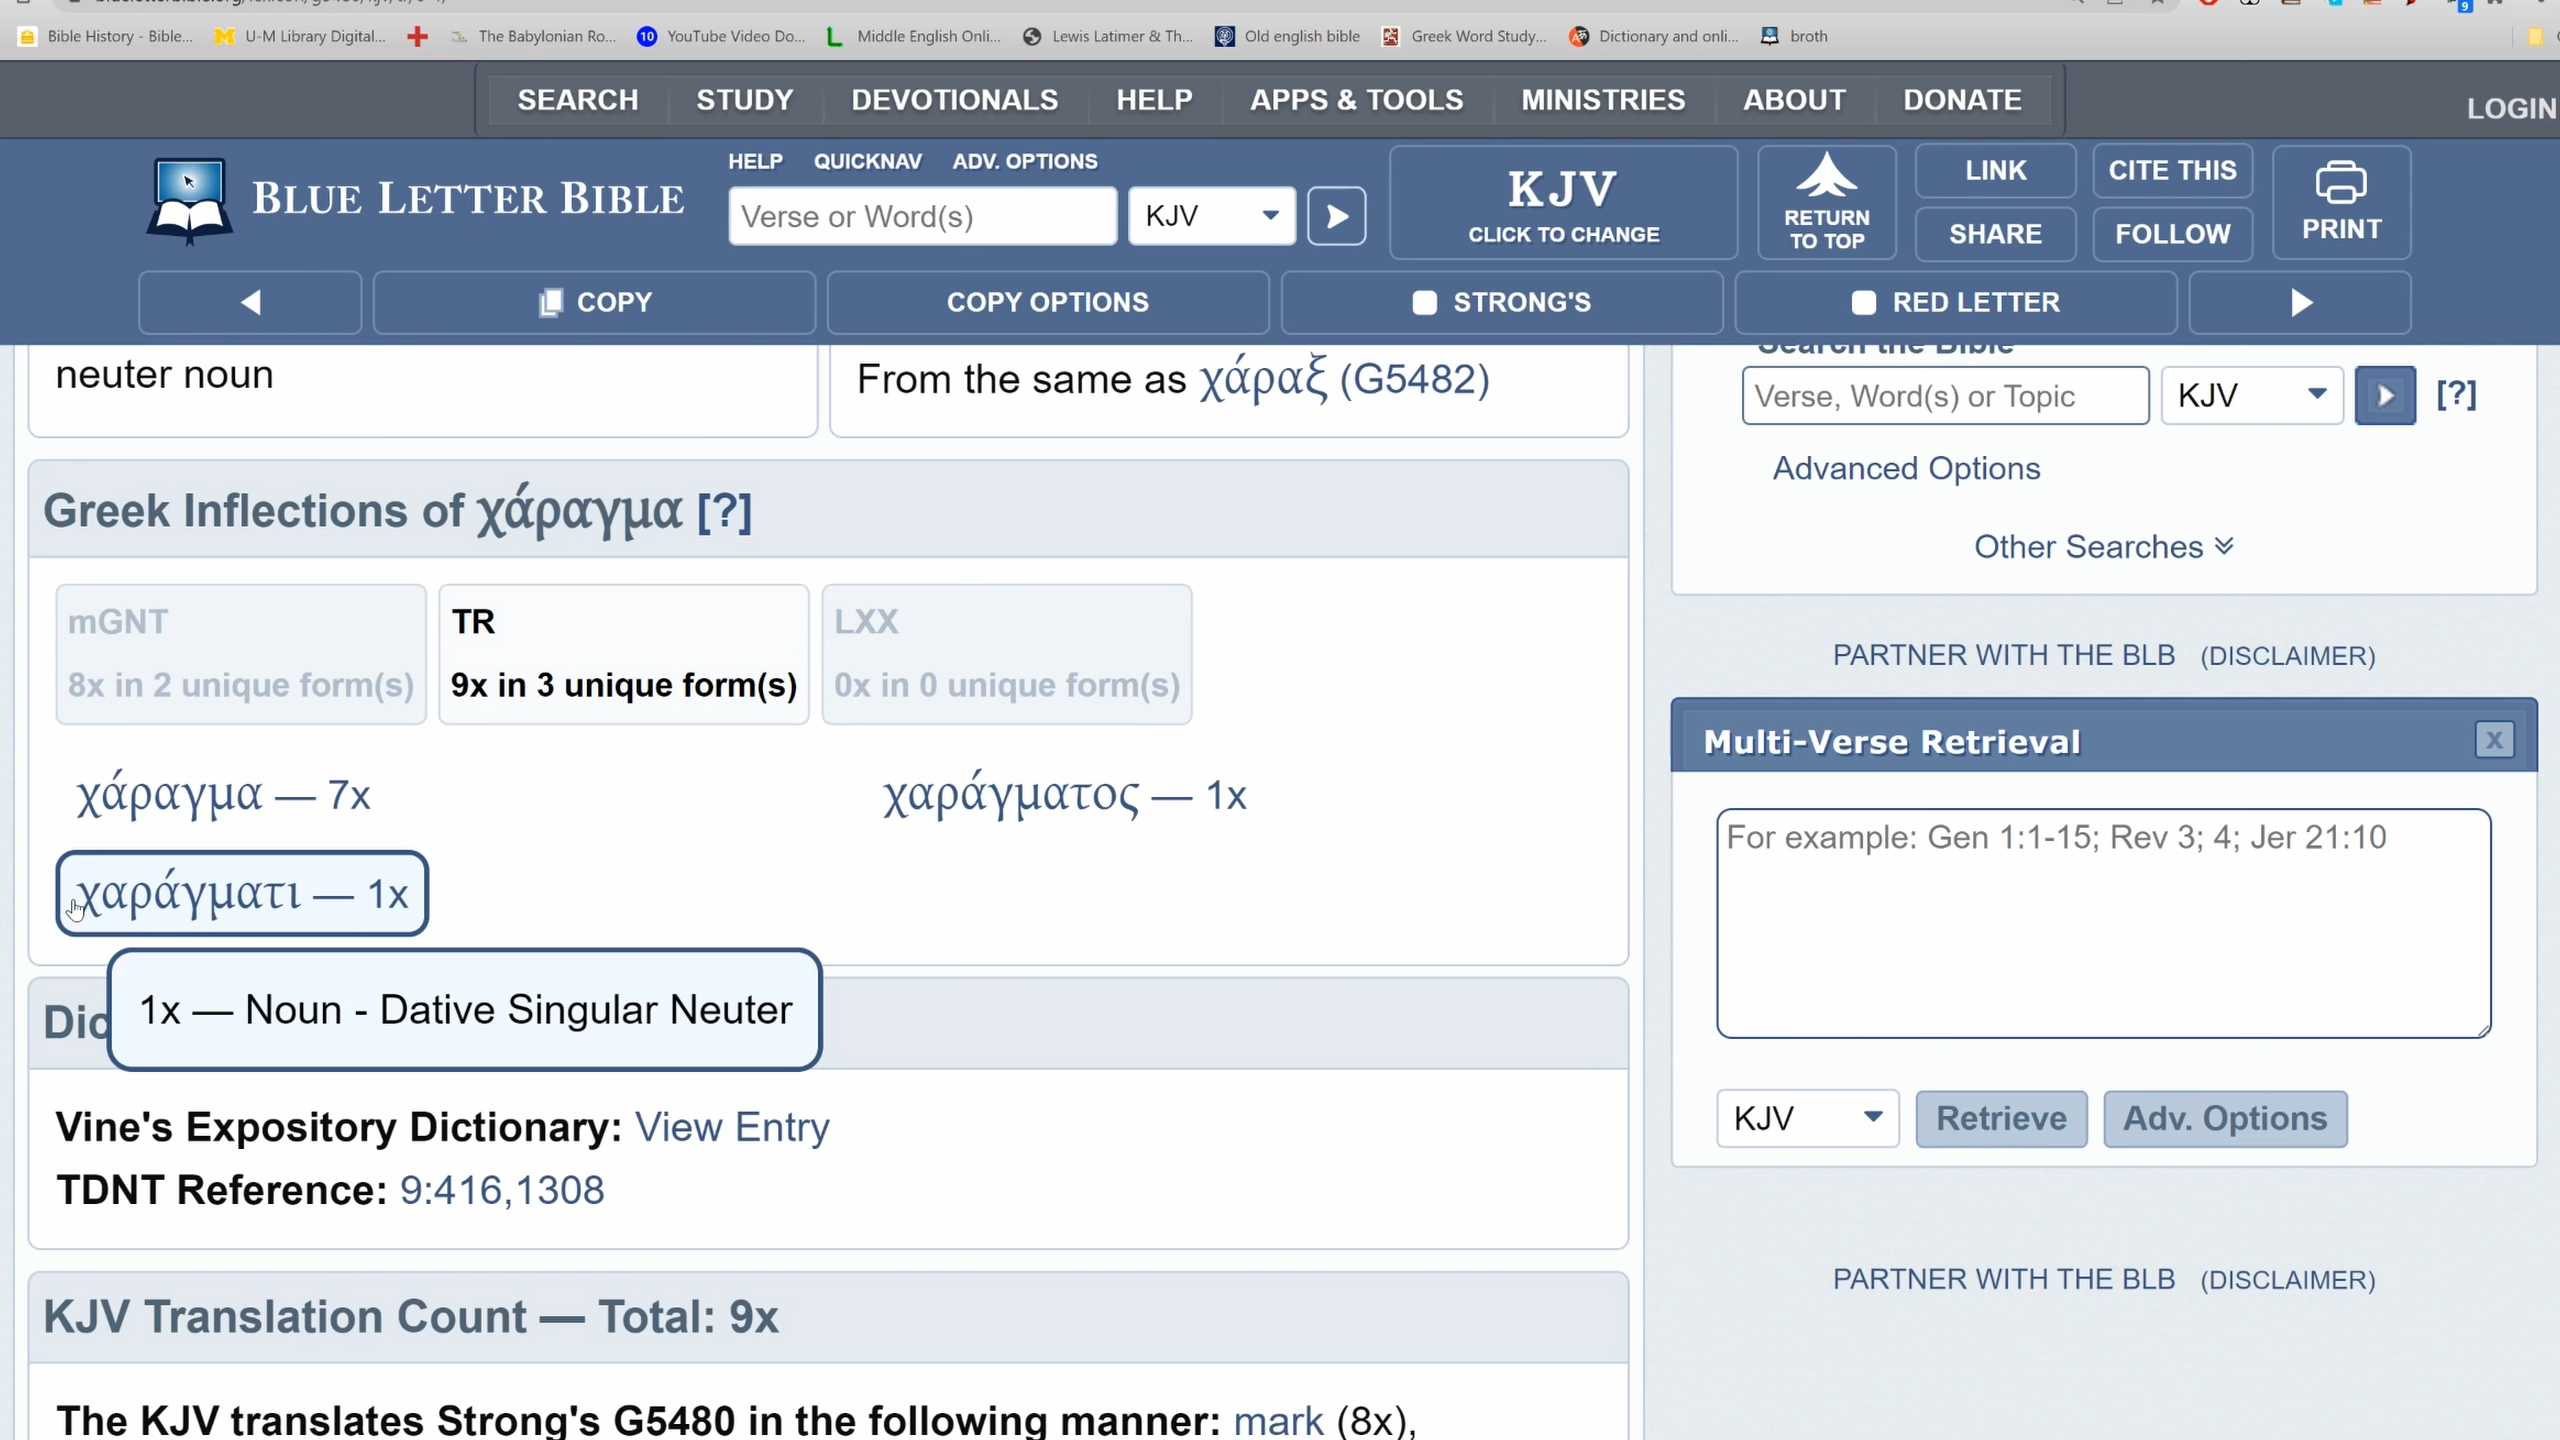 Bible History - Bible... U-M Library Digital... The Babylonian Ro... 10 YouTube Video Do... Middle English Onli... Lewis Latimer & Th... Old english bible Greek Word Study... Dictionary and onli... broth
9
SEARCH STUDY DEVOTIONALS HELP APPS & TOOLS MINISTRIES ABOUT DONATE LOGIN
HELP QUICKNAV ADV. OPTIONS
BLUE LETTER BIBLE
Verse or Word(s) KJV
KJV
CLICK TO CHANGE
RETURN
TO TOP
LINK CITE THIS
SHARE FOLLOW
PRINT
COPY COPY OPTIONS STRONG'S RED LETTER
neuter noun
From the same as χάραξ (G5482)
Greek Inflections of χάραγμα [?]
mGNT
8x in 2 unique form(s)
TR
9x in 3 unique form(s)
LXX
0x in 0 unique form(s)
χάραγμα — 7x
χαράγματος — 1x
χαράγματι — 1x
1x — Noun - Dative Singular Neuter
Dic
Vine's Expository Dictionary: View Entry
TDNT Reference: 9:416,1308
KJV Translation Count — Total: 9x
The KJV translates Strong's G5480 in the following manner: mark (8x),
Search the Bible
Verse, Word(s) or Topic KJV [?]
Advanced Options
Other Searches
PARTNER WITH THE BLB (DISCLAIMER)
Multi-Verse Retrieval X
For example: Gen 1:1-15; Rev 3; 4; Jer 21:10
KJV Retrieve Adv. Options
PARTNER WITH THE BLB (DISCLAIMER)